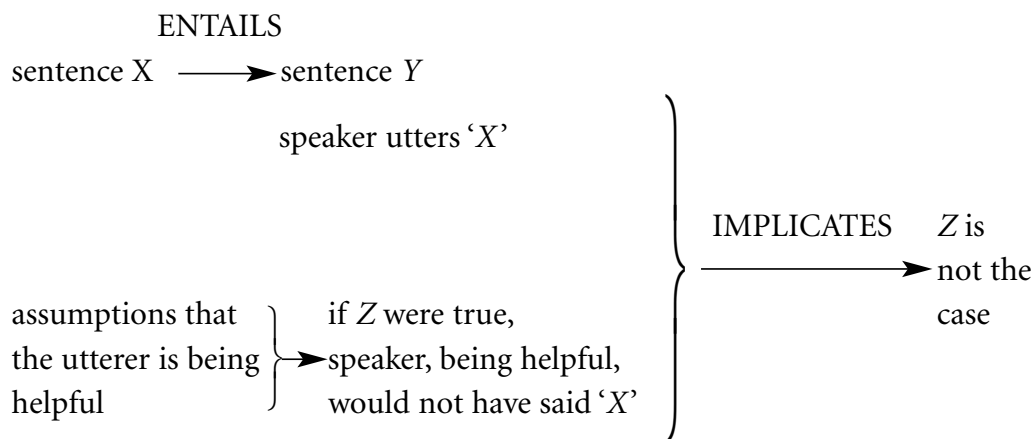 ENTAILS
sentence X sentence Y
speaker utters ‘X’
IMPLICATES Z is
not the
case
assumptions that
the utterer is being
helpful
if Z were true,
speaker, being helpful,
would not have said ‘X’